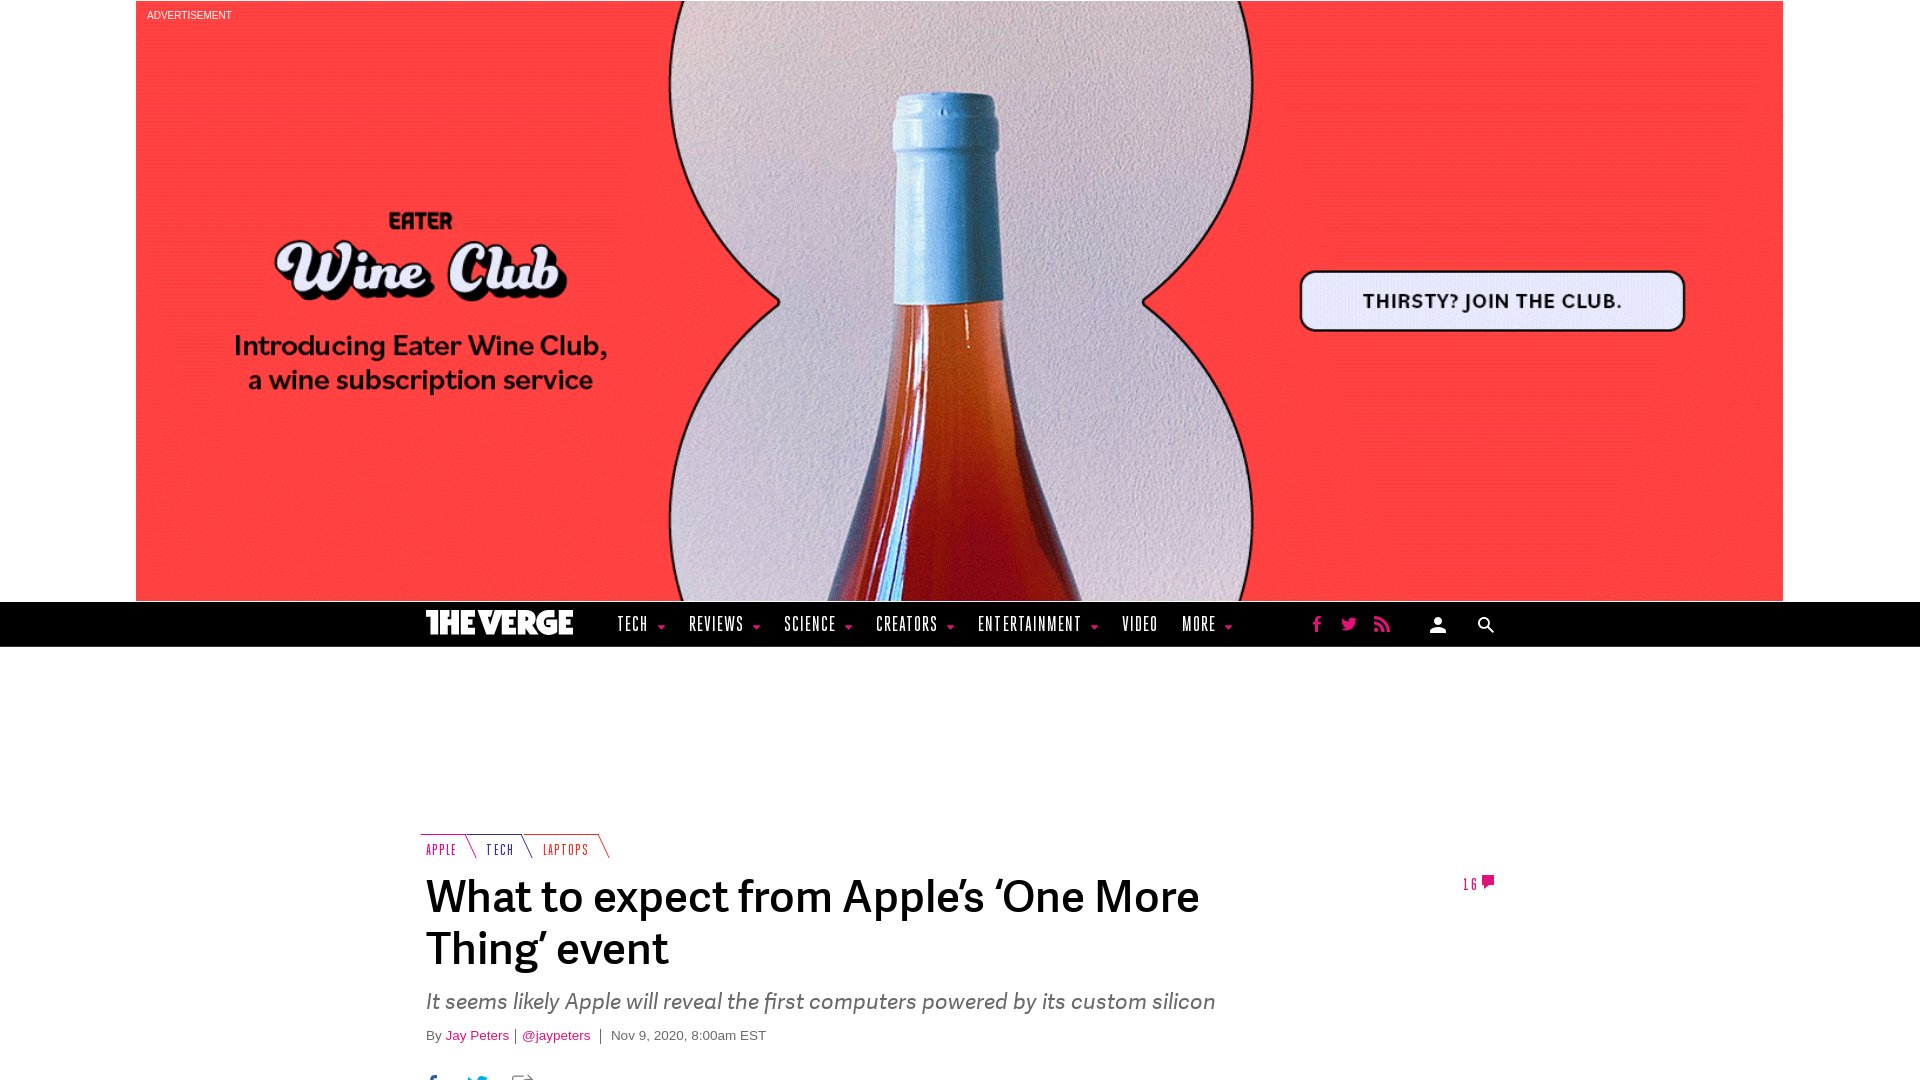 ADVERTISEMENT
EATER
Wine Club
Introducing Eater Wine Club,
a wine subscription service
THIRSTY? JOIN THE CLUB.
THE VERGE
TECH REVIEWS SCIENCE CREATORS ENTERTAINMENT VIDEO MORE
APPLE TECH LAPTOPS
What to expect from Apple’s ‘One More
Thing’ event
16
It seems likely Apple will reveal the first computers powered by its custom silicon
By Jay Peters | @jaypeters | Nov 9, 2020, 8:00am EST